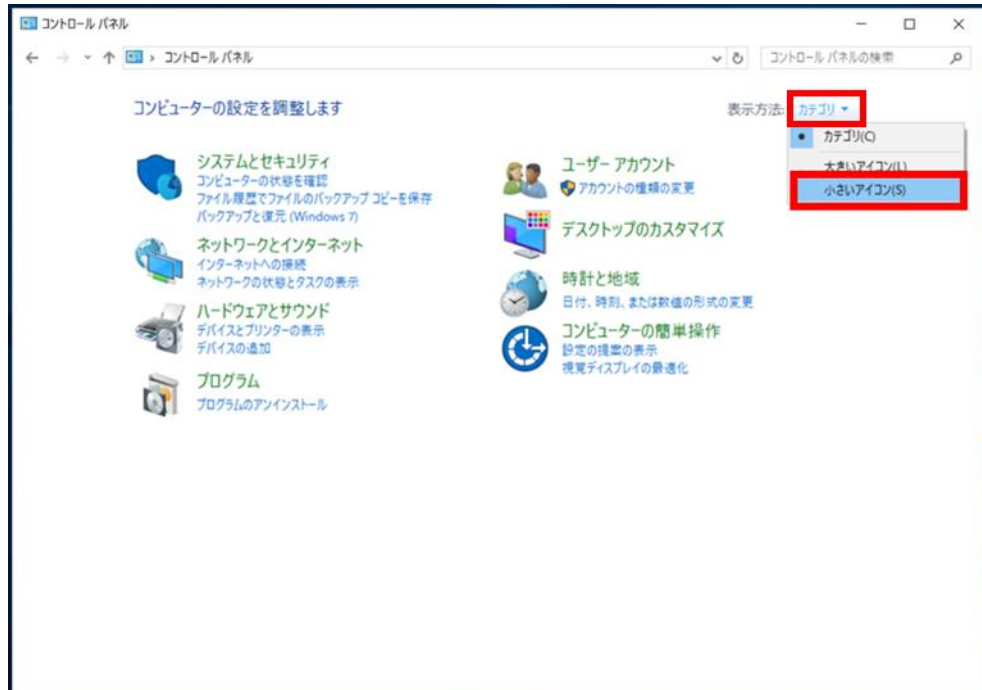 コントロール パネル
コントロール パネル
コントロール パネルの検索
コンピューターの設定を調整します
表示方法:
カテゴリ
カテゴリ(C)
大きいアイコン(L)
小さいアイコン(S)
システムとセキュリティ
コンピューターの状態を確認
ファイル履歴でファイルのバックアップ コピーを保存
バックアップと復元 (Windows 7)
ネットワークとインターネット
インターネットへの接続
ネットワークの状態とタスクの表示
ハードウェアとサウンド
デバイスとプリンターの表示
デバイスの追加
プログラム
プログラムのアンインストール
ユーザー アカウント
アカウントの種類の変更
デスクトップのカスタマイズ
時計と地域
日付、時刻、または数値の形式の変更
コンピューターの簡単操作
設定の提案の表示
視覚ディスプレイの最適化